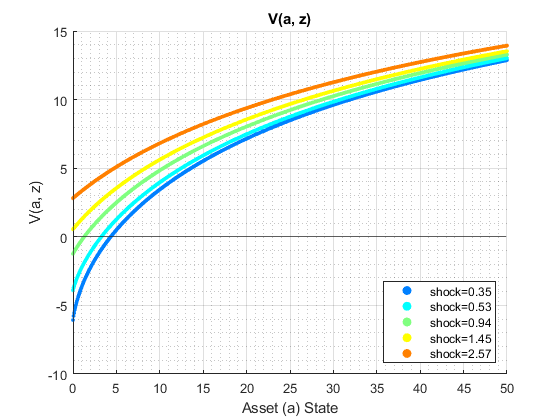 V(a, z)
V(a, z)
15
10
5
0
-5
-10
0
5
10
15
20
25
30
35
40
45
50
Asset (a) State
shock=0.35
shock=0.53
shock=0.94
shock=1.45
shock=2.57